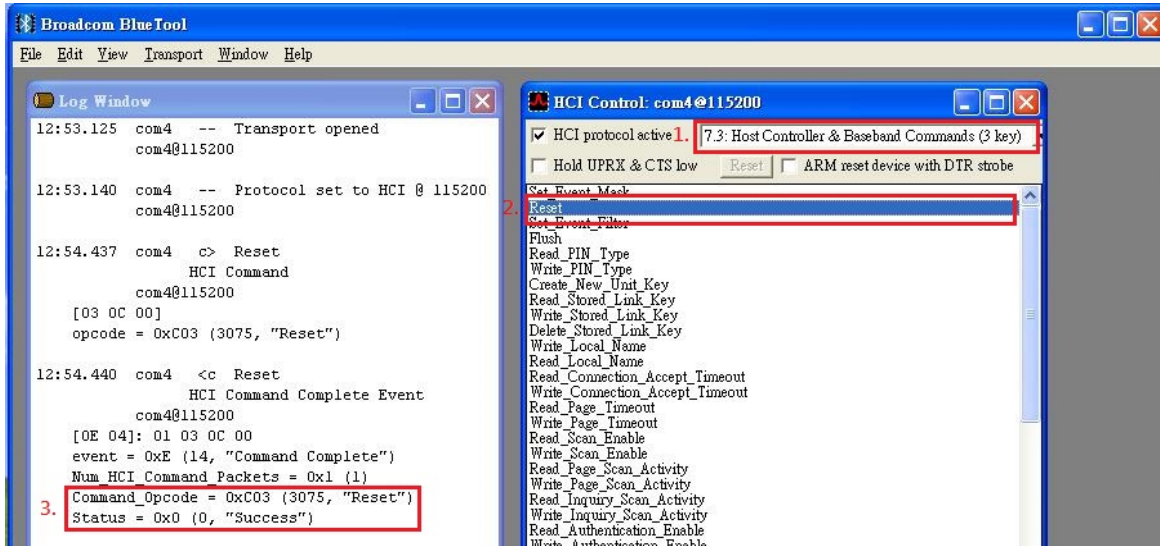 Broadcom BlueTool
File Edit View Transport Window Help
Log Window
12:53.125 com4 -- Transport opened
com4@115200
12:53.140 com4 -- Protocol set to HCI @ 115200
com4@115200
12:54.437 com4 c> Reset
HCI Command
com4@115200
[03 0C 00]
opcode = 0xC03 (3075, "Reset")
12:54.440 com4 <c Reset
HCI Command Complete Event
com4@115200
[0E 04]: 01 03 0C 00
event = 0xE (14, "Command Complete")
Num_HCI_Command_Packets = 0x1 (1)
Command_Opcode = 0xC03 (3075, "Reset")
3.
Status = 0x0 (0, "Success")
HCI Control: com4@115200
HCI protocol active 1. 7.3: Host Controller & Baseband Commands (3 key)
Hold UPRX & CTS low Reset ARM reset device with DTR strobe
Set_Event_Mask
2. Reset
Set_Event_Filter
Flush
Read_PIN_Type
Write_PIN_Type
Create_New_Unit_Key
Read_Stored_Link_Key
Write_Stored_Link_Key
Delete_Stored_Link_Key
Write_Local_Name
Read_Local_Name
Read_Connection_Accept_Timeout
Write_Connection_Accept_Timeout
Read_Page_Timeout
Write_Page_Timeout
Read_Scan_Enable
Write_Scan_Enable
Read_Page_Scan_Activity
Write_Page_Scan_Activity
Read_Inquiry_Scan_Activity
Write_Inquiry_Scan_Activity
Read_Authentication_Enable
Write_Authentication_Enable